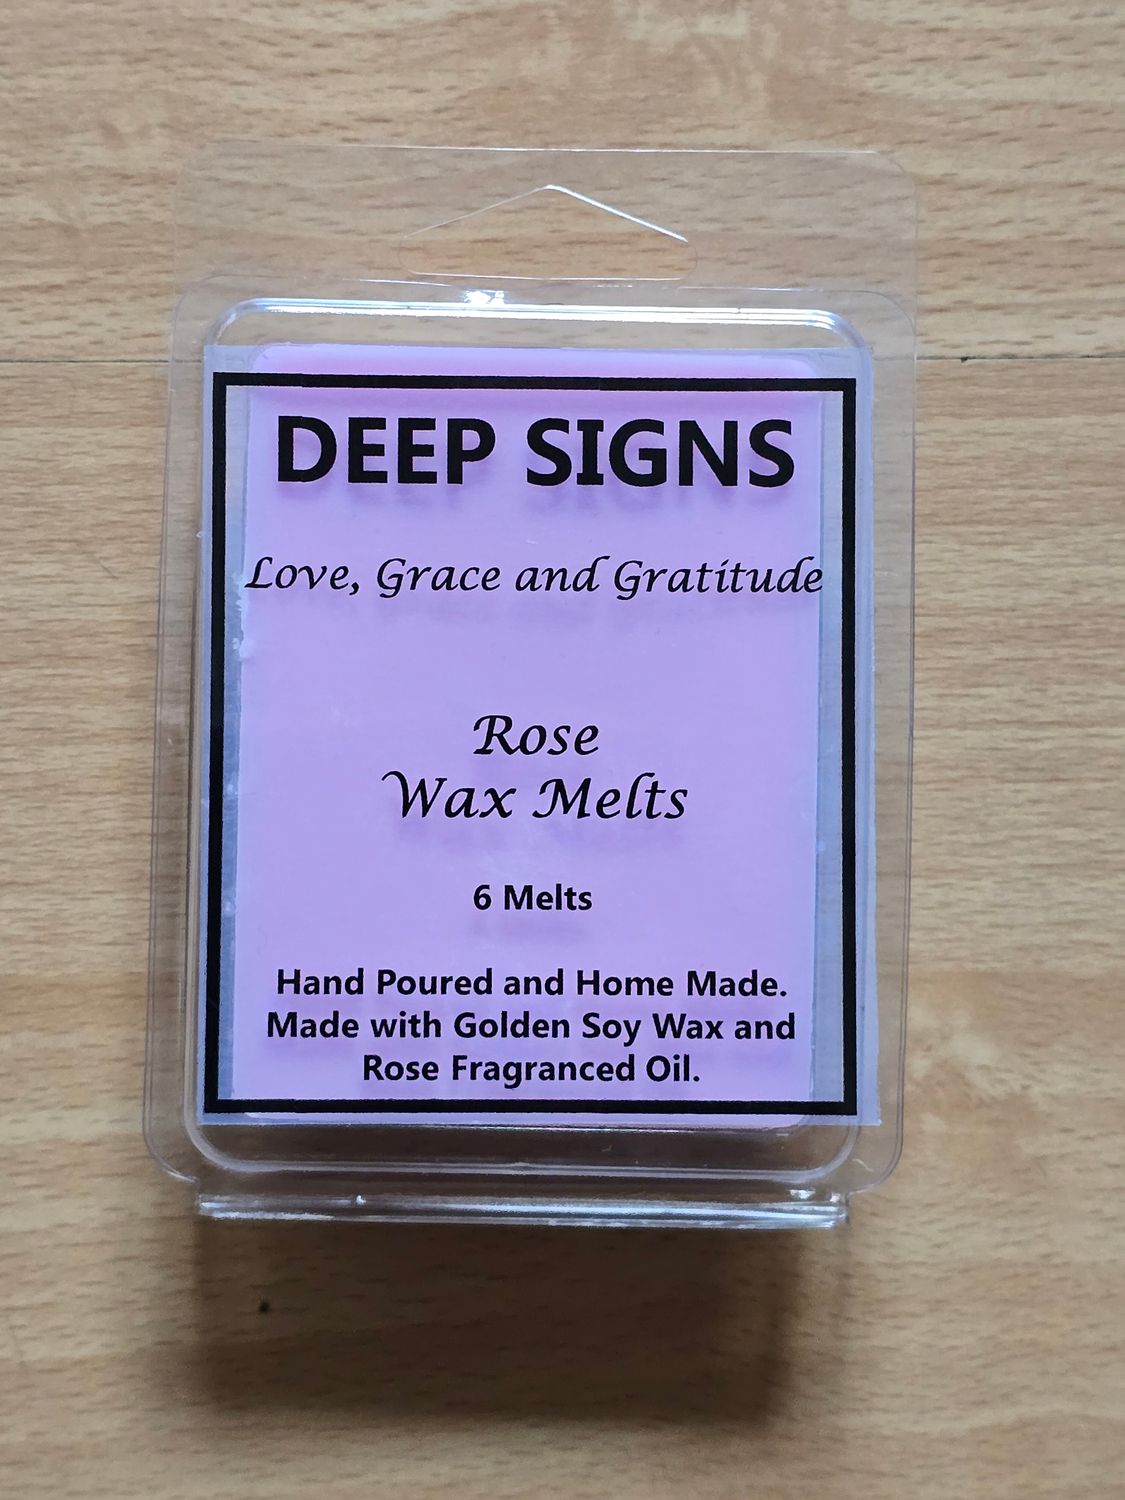 DEEP SIGNS
Love, Grace and Gratitude
Rose
Wax Melts
6 Melts
Hand Poured and Home Made.
Made with Golden Soy Wax and
Rose Fragranced Oil.